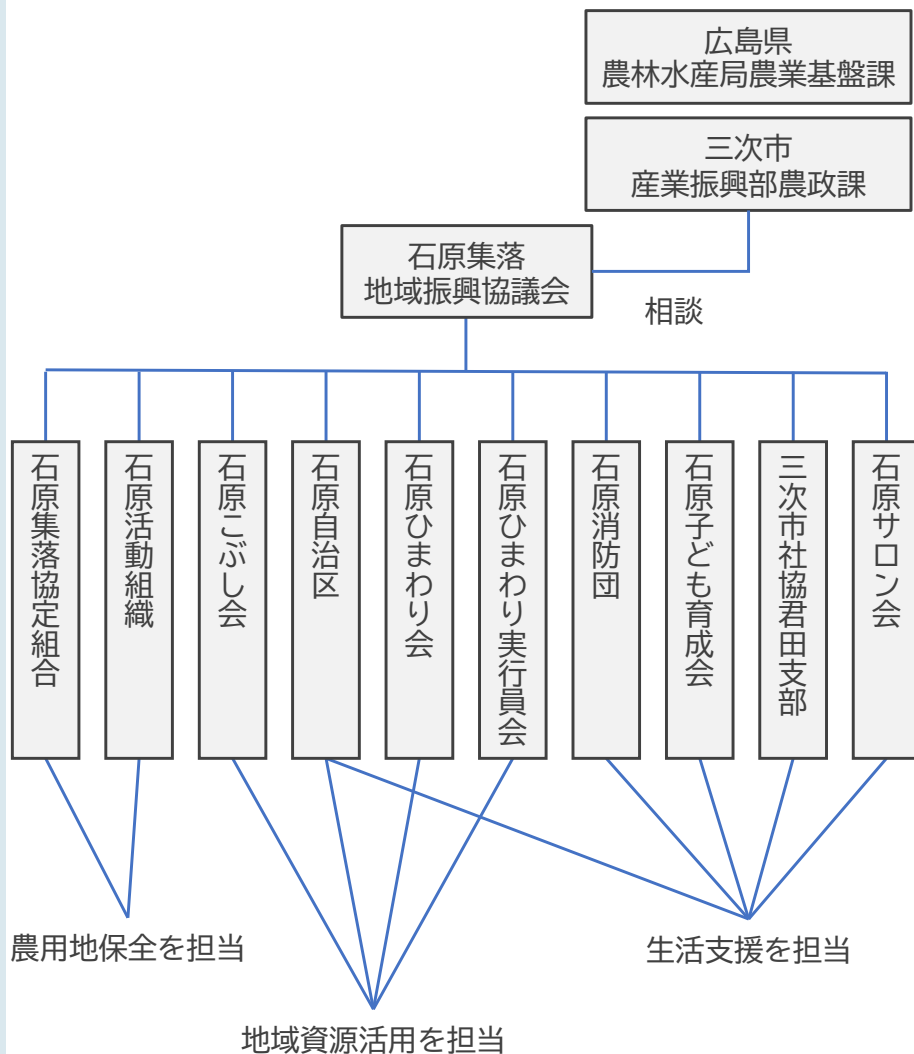 広島県
農林水産局農業基盤課
三次市
産業振興部農政課
石原集落
地域振興協議会
相談
石原集落協定組合
石原活動組織
石原こぶし会
石原自治区
石原ひまわり会
石原ひまわり実行員会
石原消防団
石原子ども育成会
三次市社協君田支部
石原サロン会
農用地保全を担当
生活支援を担当
地域資源活用を担当